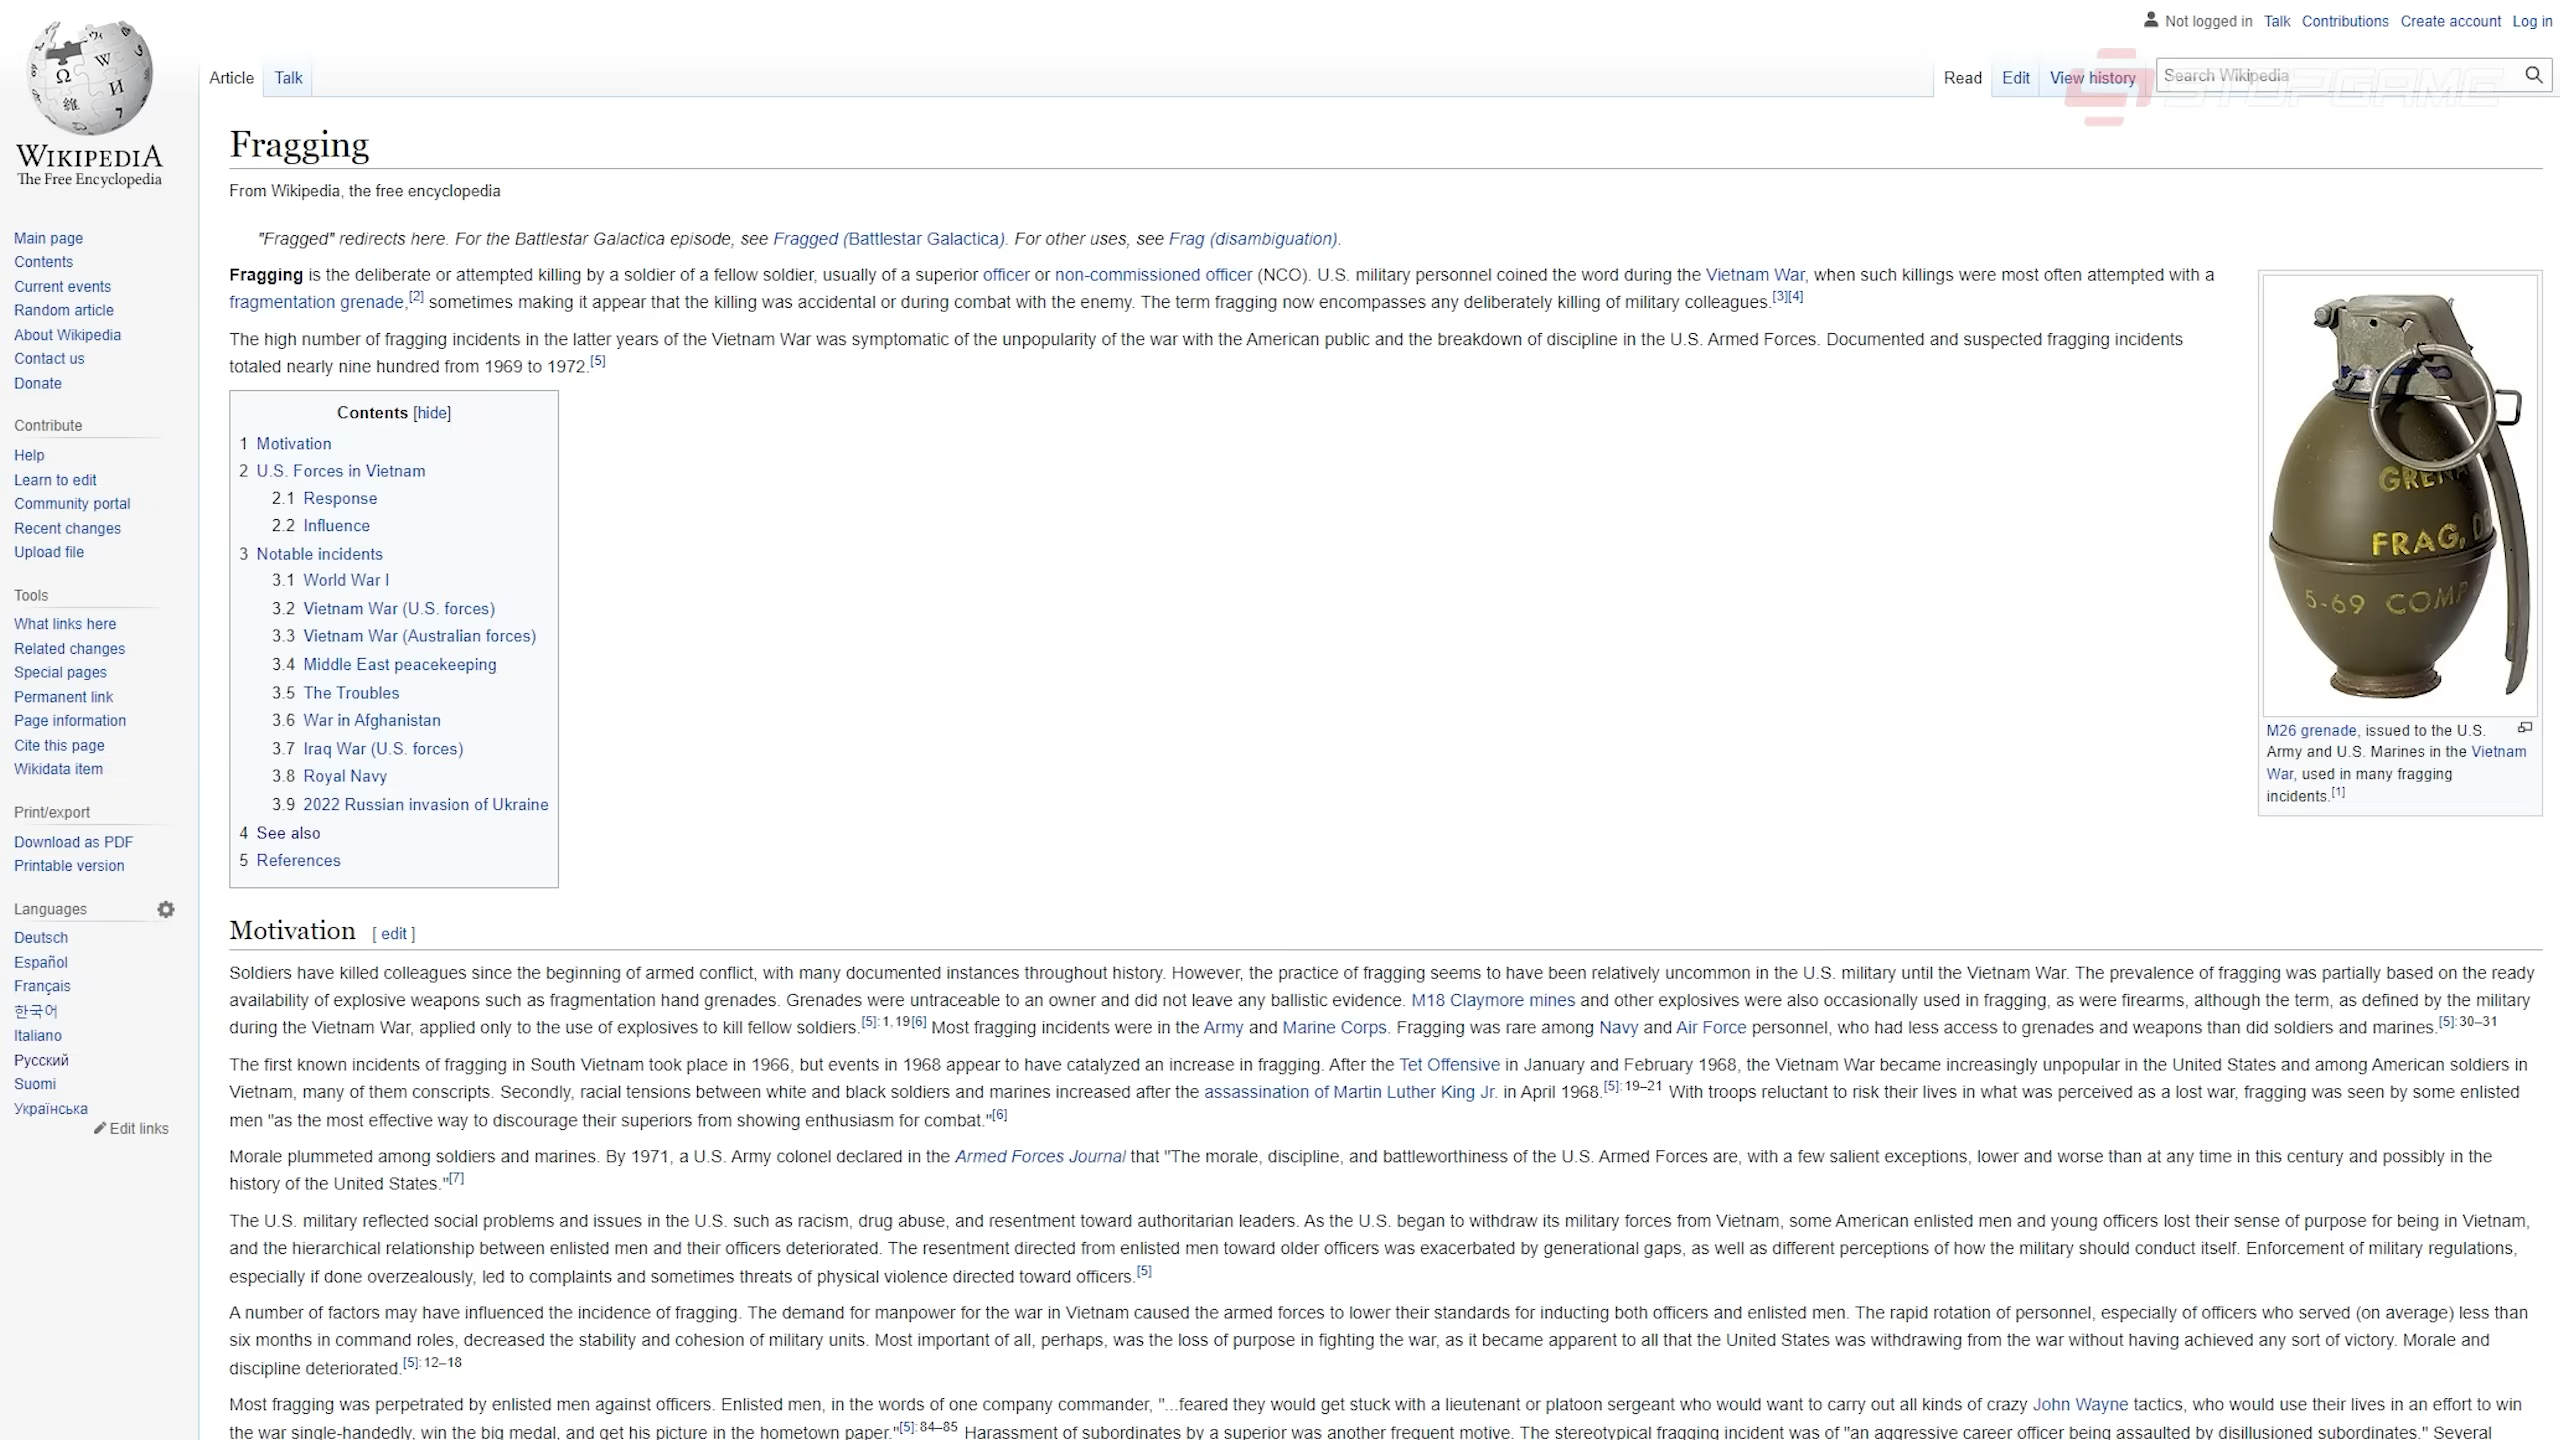 Not logged in Talk Contributions Create account Log in
Article Talk
Read Edit View history Search Wikipedia
STOPGAME
WIKIPEDIA
The Free Encyclopedia
Main page
Contents
Current events
Random article
About Wikipedia
Contact us
Donate
Contribute
Help
Learn to edit
Community portal
Recent changes
Upload file
Tools
What links here
Related changes
Special pages
Permanent link
Page information
Cite this page
Wikidata item
Print/export
Download as PDF
Printable version
Languages
Deutsch
Español
Français
한국어
Italiano
Русский
Suomi
Українська
Edit links
Fragging
From Wikipedia, the free encyclopedia
"Fragged" redirects here. For the Battlestar Galactica episode, see Fragged (Battlestar Galactica). For other uses, see Frag (disambiguation).
Fragging is the deliberate or attempted killing by a soldier of a fellow soldier, usually of a superior officer or non-commissioned officer (NCO). U.S. military personnel coined the word during the Vietnam War, when such killings were most often attempted with a
fragmentation grenade,[2] sometimes making it appear that the killing was accidental or during combat with the enemy. The term fragging now encompasses any deliberately killing of military colleagues.[3][4]
The high number of fragging incidents in the latter years of the Vietnam War was symptomatic of the unpopularity of the war with the American public and the breakdown of discipline in the U.S. Armed Forces. Documented and suspected fragging incidents
totaled nearly nine hundred from 1969 to 1972.[5]
Contents [hide]
1 Motivation
2 U.S. Forces in Vietnam
2.1 Response
2.2 Influence
3 Notable incidents
3.1 World War I
3.2 Vietnam War (U.S. forces)
3.3 Vietnam War (Australian forces)
3.4 Middle East peacekeeping
3.5 The Troubles
3.6 War in Afghanistan
3.7 Iraq War (U.S. forces)
3.8 Royal Navy
3.9 2022 Russian invasion of Ukraine
4 See also
5 References
FRAG,
5-69 COMP
M26 grenade, issued to the U.S.
Army and U.S. Marines in the Vietnam
War, used in many fragging
incidents.[1]
Motivation [ edit ]
Soldiers have killed colleagues since the beginning of armed conflict, with many documented instances throughout history. However, the practice of fragging seems to have been relatively uncommon in the U.S. military until the Vietnam War. The prevalence of fragging was partially based on the ready
availability of explosive weapons such as fragmentation hand grenades. Grenades were untraceable to an owner and did not leave any ballistic evidence. M18 Claymore mines and other explosives were also occasionally used in fragging, as were firearms, although the term, as defined by the military
during the Vietnam War, applied only to the use of explosives to kill fellow soldiers.[5]:1,19[6] Most fragging incidents were in the Army and Marine Corps. Fragging was rare among Navy and Air Force personnel, who had less access to grenades and weapons than did soldiers and marines.[5]:30–31
The first known incidents of fragging in South Vietnam took place in 1966, but events in 1968 appear to have catalyzed an increase in fragging. After the Tet Offensive in January and February 1968, the Vietnam War became increasingly unpopular in the United States and among American soldiers in
Vietnam, many of them conscripts. Secondly, racial tensions between white and black soldiers and marines increased after the assassination of Martin Luther King Jr. in April 1968.[5]:19–21 With troops reluctant to risk their lives in what was perceived as a lost war, fragging was seen by some enlisted
men "as the most effective way to discourage their superiors from showing enthusiasm for combat."[6]
Morale plummeted among soldiers and marines. By 1971, a U.S. Army colonel declared in the Armed Forces Journal that "The morale, discipline, and battleworthiness of the U.S. Armed Forces are, with a few salient exceptions, lower and worse than at any time in this century and possibly in the
history of the United States."[7]
The U.S. military reflected social problems and issues in the U.S. such as racism, drug abuse, and resentment toward authoritarian leaders. As the U.S. began to withdraw its military forces from Vietnam, some American enlisted men and young officers lost their sense of purpose for being in Vietnam,
and the hierarchical relationship between enlisted men and their officers deteriorated. The resentment directed from enlisted men toward older officers was exacerbated by generational gaps, as well as different perceptions of how the military should conduct itself. Enforcement of military regulations,
especially if done overzealously, led to complaints and sometimes threats of physical violence directed toward officers.[5]
A number of factors may have influenced the incidence of fragging. The demand for manpower for the war in Vietnam caused the armed forces to lower their standards for inducting both officers and enlisted men. The rapid rotation of personnel, especially of officers who served (on average) less than
six months in command roles, decreased the stability and cohesion of military units. Most important of all, perhaps, was the loss of purpose in fighting the war, as it became apparent to all that the United States was withdrawing from the war without having achieved any sort of victory. Morale and
discipline deteriorated.[5]:12–18
Most fragging was perpetrated by enlisted men against officers. Enlisted men, in the words of one company commander, "...feared they would get stuck with a lieutenant or platoon sergeant who would want to carry out all kinds of crazy John Wayne tactics, who would use their lives in an effort to win
the war single-handedly, win the big medal, and get his picture in the hometown paper."[5]:84–85 Harassment of subordinates by a superior was another frequent motive. The stereotypical fragging incident was of "an aggressive career officer being assaulted by disillusioned subordinates." Several